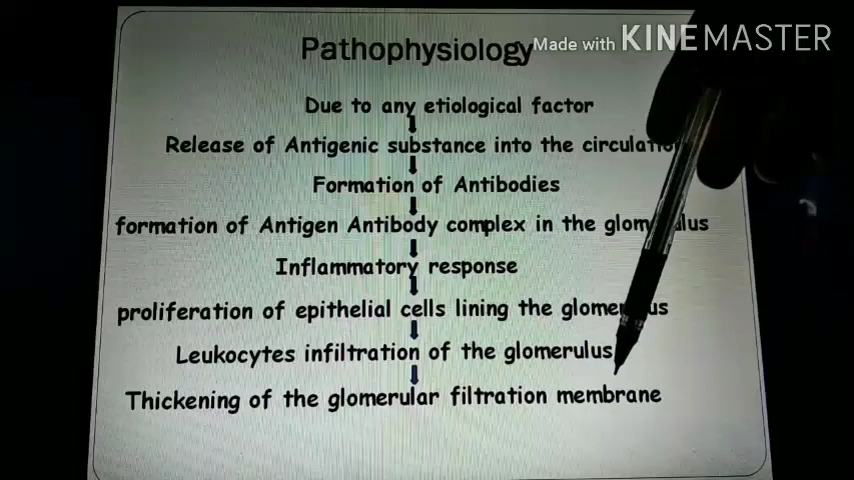 Pathophysiology
Made with KINEMASTER
Due to any etiological factor
Release of Antigenic substance into the circulation
Formation of Antibodies
formation of Antigen Antibody complex in the glomerulus
Inflammatory response
proliferation of epithelial cells lining the glomerulus
Leukocytes infiltration of the glomerulus
Thickening of the glomerular filtration membrane